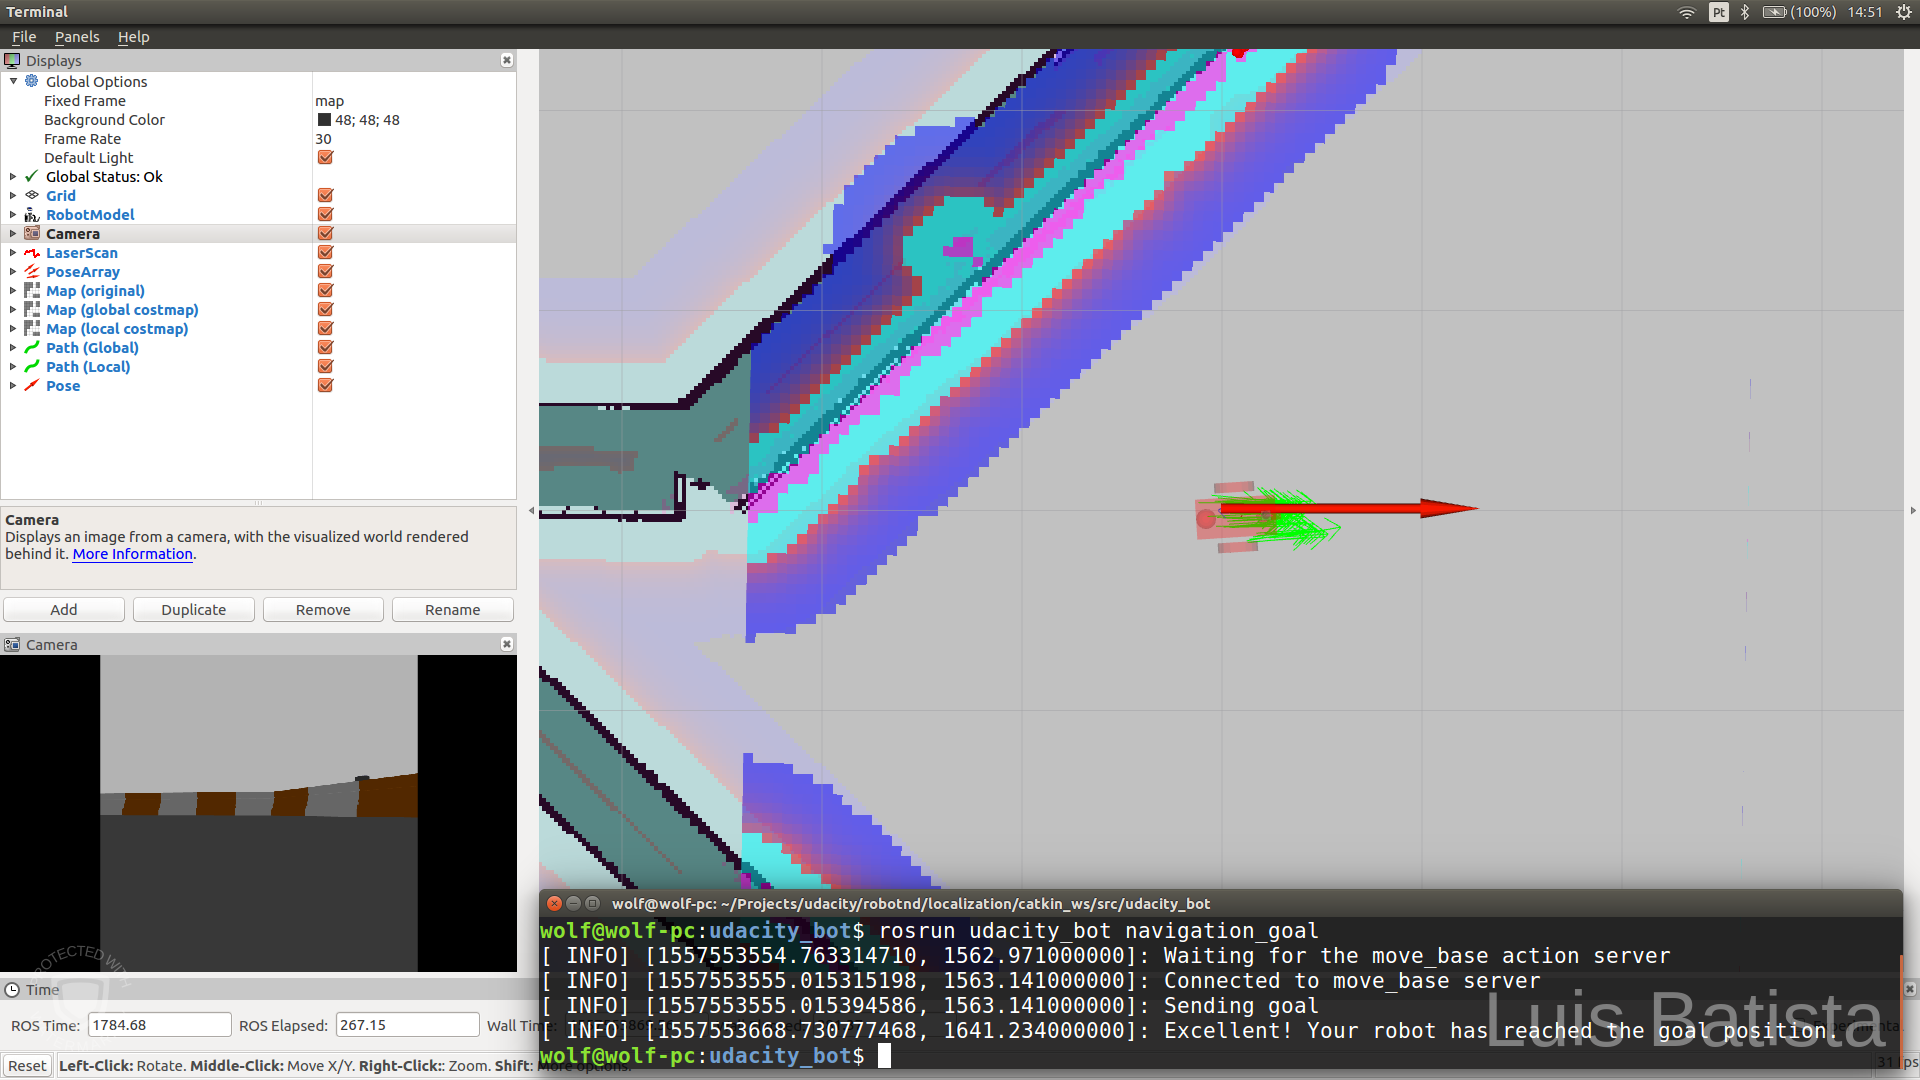 Terminal
Pt (100%) 14:51
File Panels Help
Displays
Global Options
Fixed Frame map
Background Color 48; 48; 48
Frame Rate 30
Default Light
Global Status: Ok
Grid
RobotModel
Camera
LaserScan
PoseArray
Map (original)
Map (global costmap)
Map (local costmap)
Path (Global)
Path (Local)
Pose
Camera
Displays an image from a camera, with the visualized world rendered
behind it. More Information.
Add Duplicate Remove Rename
Camera
wolf@wolf-pc: ~/Projects/udacity/robotnd/localization/catkin_ws/src/udacity_bot
wolf@wolf-pc:udacity_bot$ rosrun udacity_bot navigation_goal
[ INFO] [1557553554.763314710, 1562.971000000]: Waiting for the move_base action server
[ INFO] [1557553555.015315198, 1563.141000000]: Connected to move_base server
[ INFO] [1557553555.015394586, 1563.141000000]: Sending goal
[ INFO] [1557553668.730777468, 1641.234000000]: Excellent! Your robot has reached the goal position.
wolf@wolf-pc:udacity_bot$
PROTECTED WITH
Time
ROS Time: 1784.68 ROS Elapsed: 267.15 Wall Time:
Reset Left-Click: Rotate. Middle-Click: Move X/Y. Right-Click:: Zoom. Shift: More options.
31 fps
Luis Batista